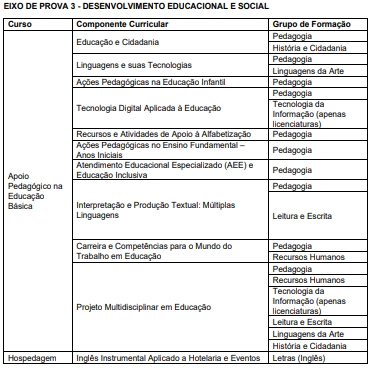 EIXO DE PROVA 3 - DESENVOLVIMENTO EDUCACIONAL E SOCIAL
Curso Componente Curricular Grupo de Formação
Apoio
Pedagógico na
Educação
Básica
Educação e Cidadania
Pedagogia
História e Cidadania
Linguagens e suas Tecnologias
Pedagogia
Linguagens da Arte
Ações Pedagógicas na Educação Infantil
Pedagogia
Tecnologia Digital Aplicada à Educação
Pedagogia
Tecnologia da
Informação (apenas
licenciaturas)
Recursos e Atividades de Apoio à Alfabetização
Pedagogia
Ações Pedagógicas no Ensino Fundamental –
Anos Iniciais
Pedagogia
Atendimento Educacional Especializado (AEE) e
Educação Inclusiva
Pedagogia
Interpretação e Produção Textual: Múltiplas
Linguagens
Pedagogia
Leitura e Escrita
Carreira e Competências para o Mundo do
Trabalho em Educação
Pedagogia
Recursos Humanos
Projeto Multidisciplinar em Educação
Pedagogia
Recursos Humanos
Tecnologia da
Informação (apenas
licenciaturas)
Leitura e Escrita
Linguagens da Arte
História e Cidadania
Hospedagem Inglês Instrumental Aplicado a Hotelaria e Eventos Letras (Inglês)